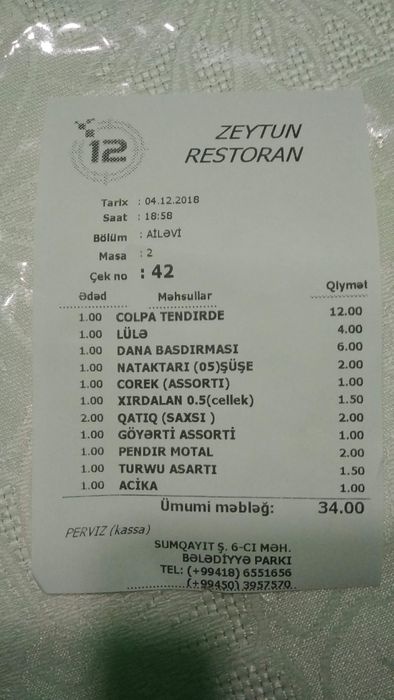 12
ZEYTUN
RESTORAN
Tarix : 04.12.2018
Saat : 18:58
Bölüm : AİLƏVİ
Masa : 2
Çek no : 42
Ədəd Məhsullar Qiymət
1.00 COLPA TENDIRDE 12.00
1.00 LÜLƏ 4.00
1.00 DANA BASDIRMASI 6.00
1.00 NATAKTARI (05)ŞÜŞE 2.00
1.00 COREK (ASSORTI) 1.00
1.00 XIRDALAN 0.5(cellek) 1.50
2.00 QATIQ (SAXSI ) 2.00
1.00 GÖYƏRTİ ASSORTİ 1.00
1.00 PENDIR MOTAL 2.00
1.00 TURWU ASARTI 1.50
1.00 ACİKA 1.00
Ümumi məbləğ: 34.00
PERVIZ (kassa)
SUMQAYIT Ş. 6-CI MƏH.
BƏLƏDİYYƏ PARKI
TEL: (+99418) 6551656
(+99450) 3957570